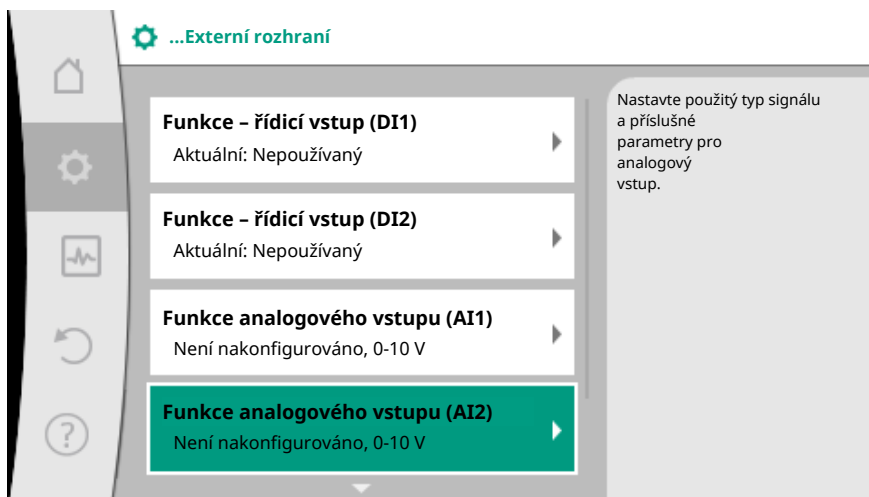 ...Externí rozhraní
Funkce – řídicí vstup (DI1)
Aktuální: Nepoužívaný
Funkce – řídicí vstup (DI2)
Aktuální: Nepoužívaný
Funkce analogového vstupu (AI1)
Není nakonfigurováno, 0-10 V
Funkce analogového vstupu (AI2)
Není nakonfigurováno, 0-10 V
Nastavte použitý typ signálu
a příslušné
parametry pro
analogový
vstup.